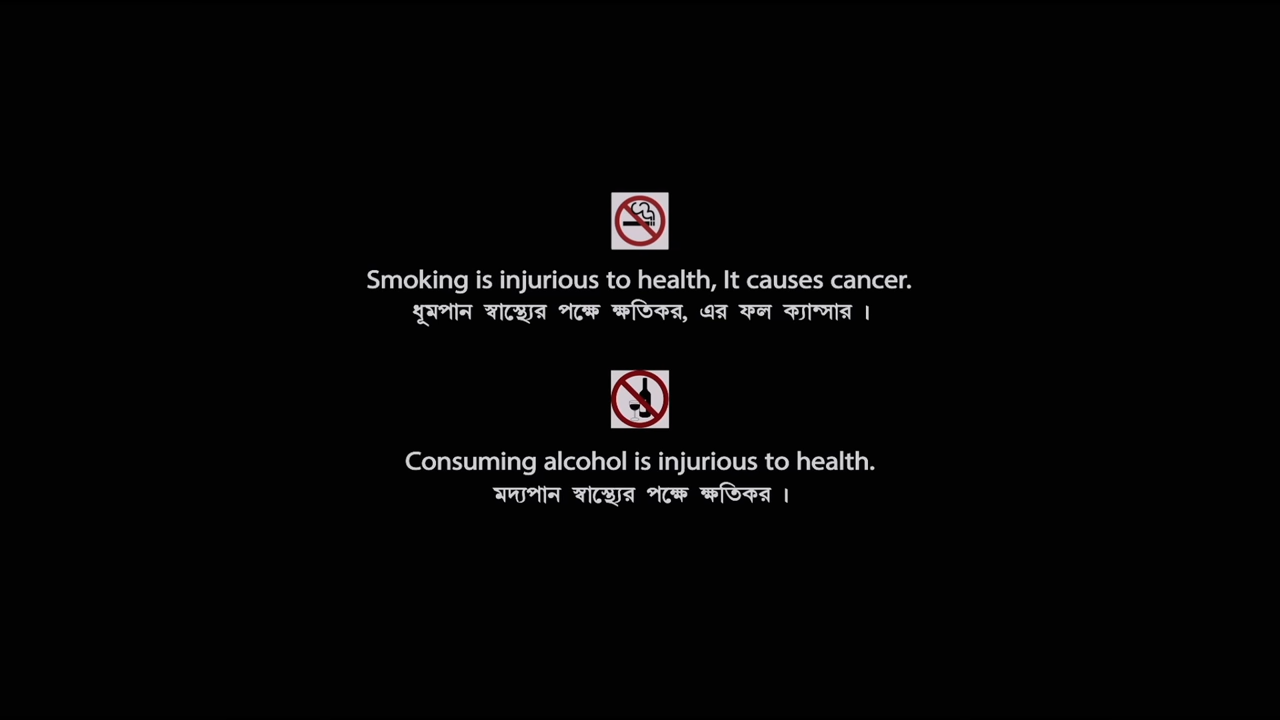 Smoking is injurious to health, It causes cancer.
ধূমপান স্বাস্থ্যের পক্ষে ক্ষতিকর, এর ফল ক্যান্সার ।
Consuming alcohol is injurious to health.
মদ্যপান স্বাস্থ্যের পক্ষে ক্ষতিকর ।